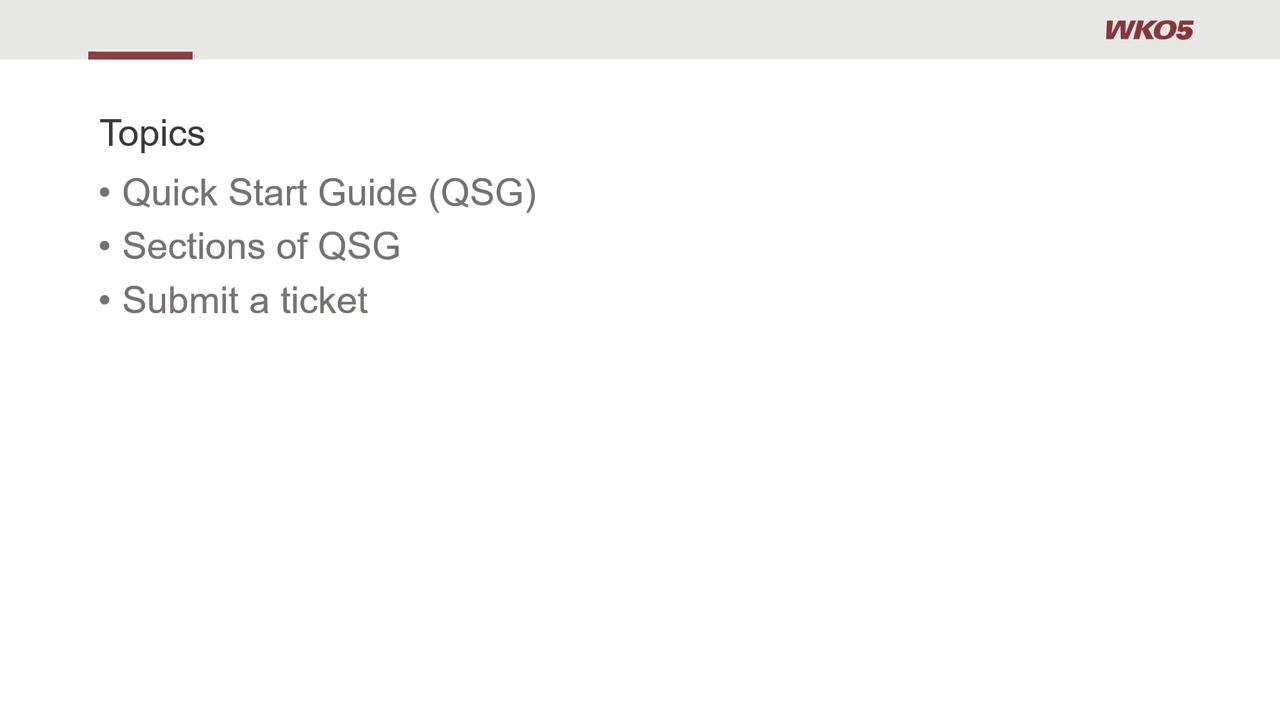 WKO5
Topics
• Quick Start Guide (QSG)
• Sections of QSG
• Submit a ticket